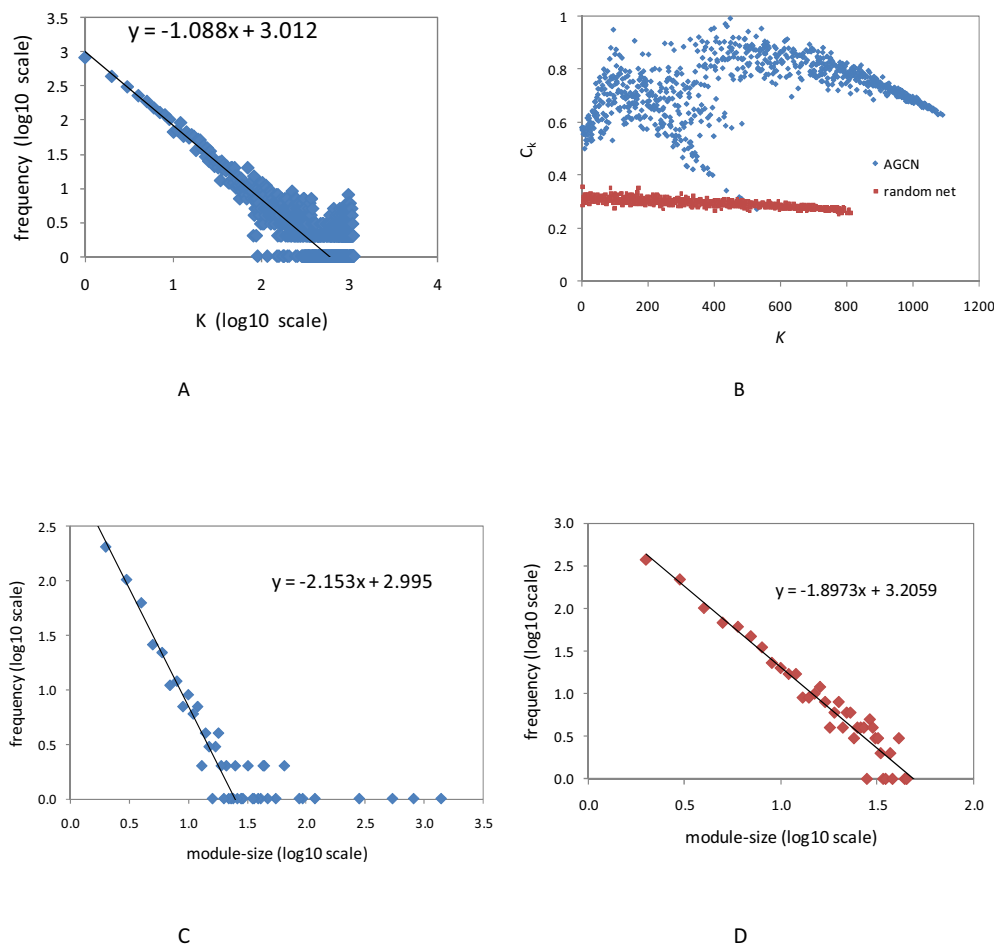 y = -1.088x + 3.012
frequency (log10 scale)
3.5
3
2.5
2
1.5
1
0.5
0
0 1 2 3 4
K (log10 scale)
A
C_k
1
0.8
0.6
0.4
0.2
0
0 200 400 600 800 1000 1200
K
AGCN
random net
B
y = -2.153x + 2.995
frequency (log10 scale)
2.5
2.0
1.5
1.0
0.5
0.0
0.0 0.5 1.0 1.5 2.0 2.5 3.0 3.5
module-size (log10 scale)
C
y = -1.8973x + 3.2059
frequency (log10 scale)
3.0
2.5
2.0
1.5
1.0
0.5
0.0
0.0 0.5 1.0 1.5 2.0
module-size (log10 scale)
D